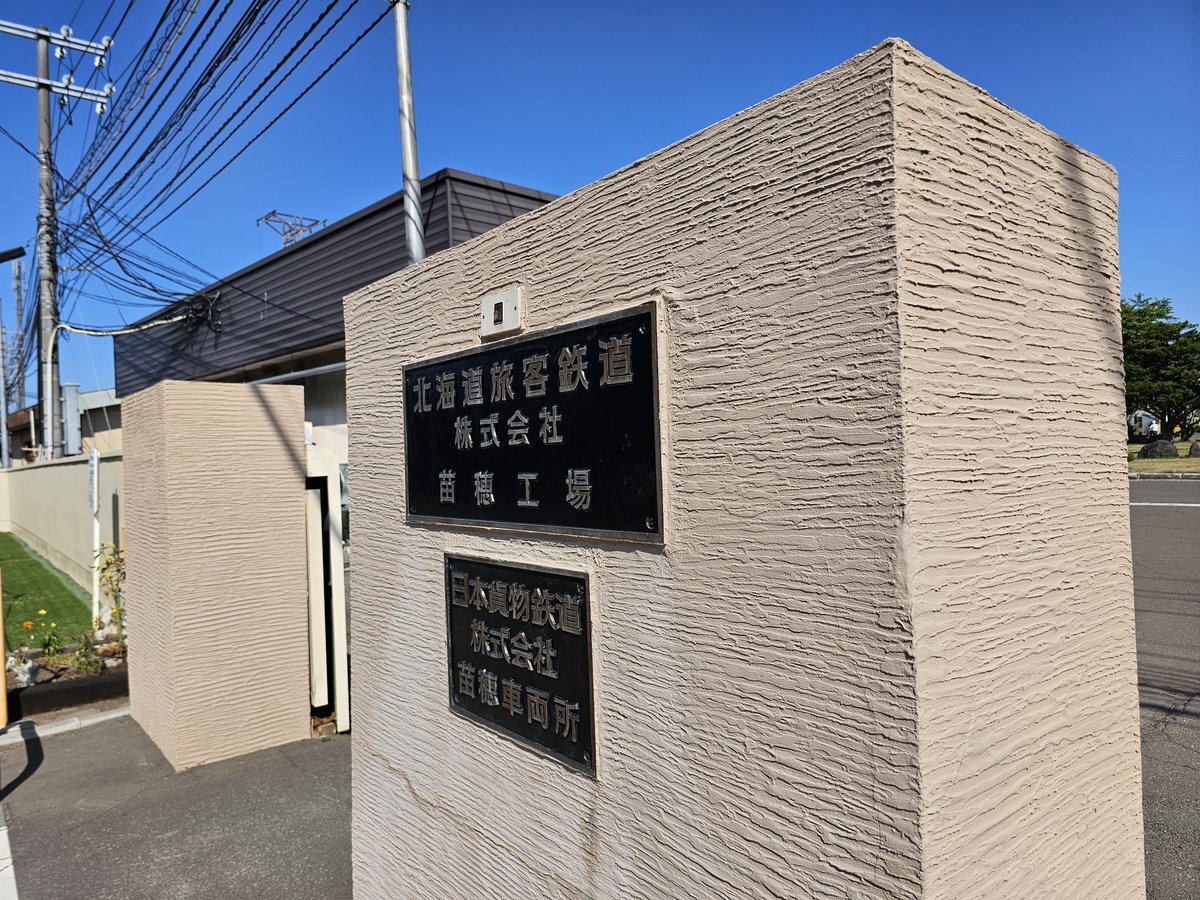 北海道旅客鉄道
株式会社
苗穂工場
日本貨物鉄道
株式会社
苗穂車両所